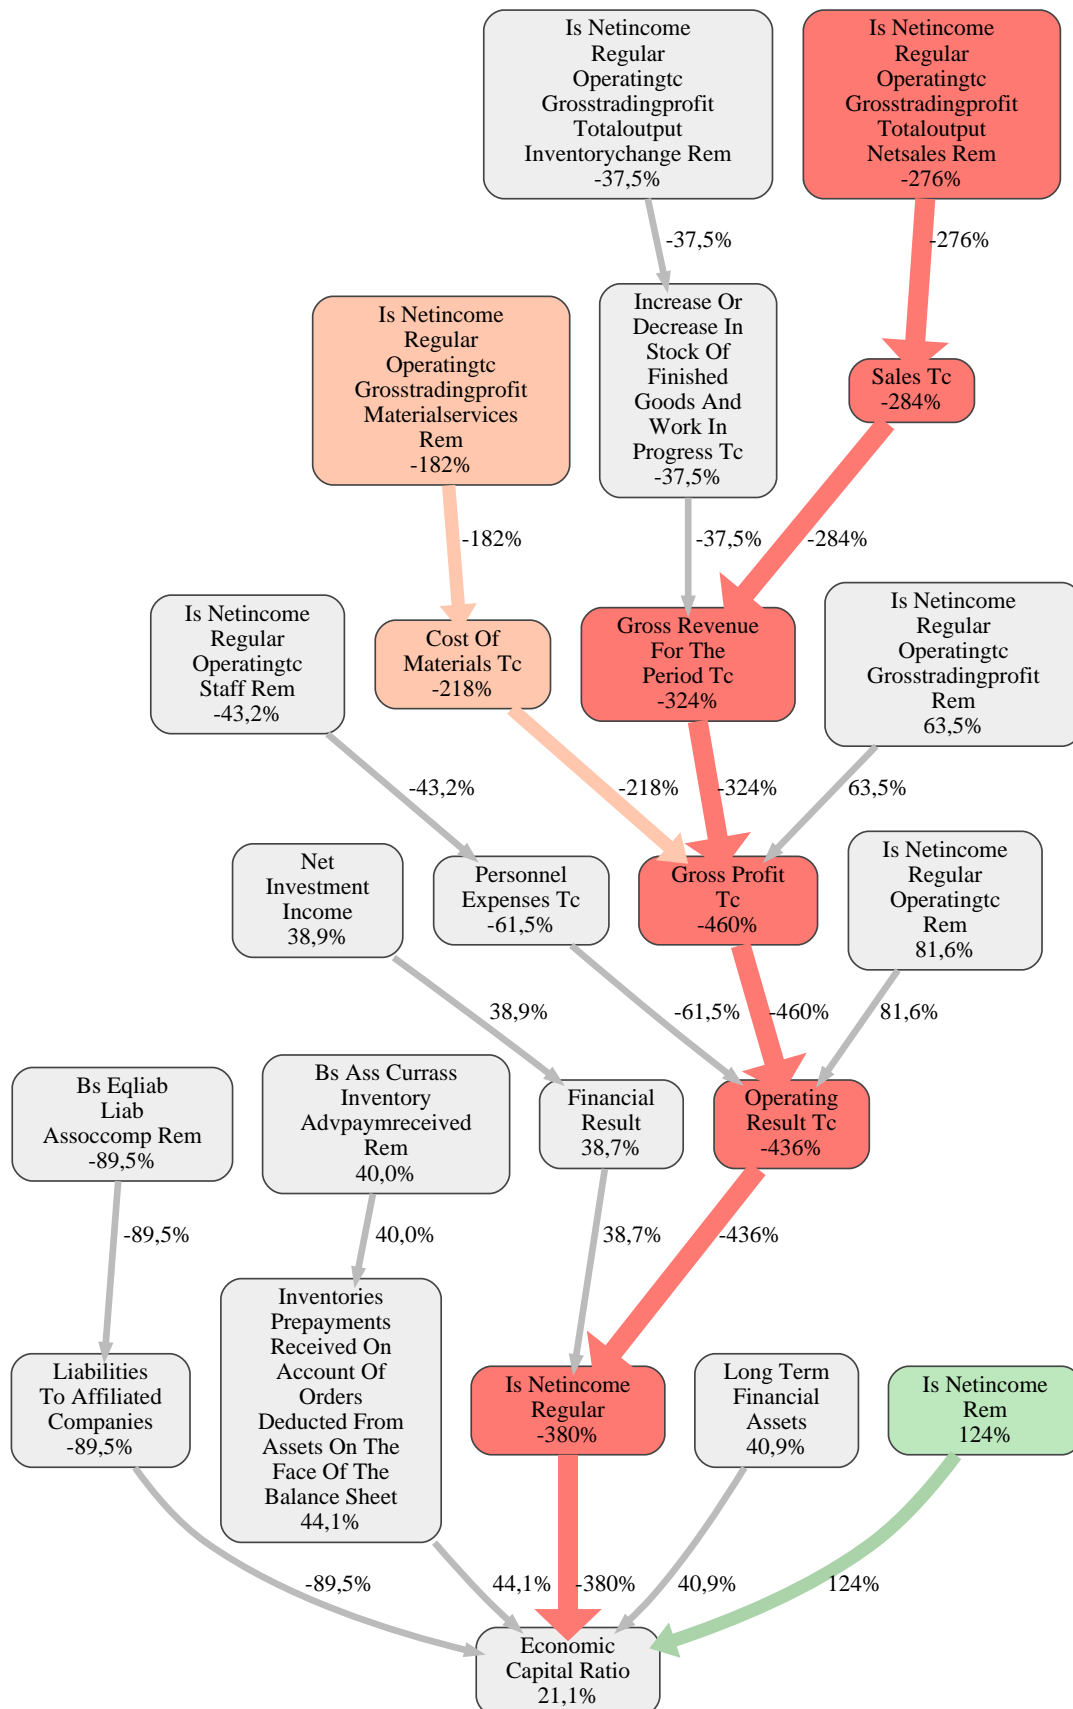 Is Netincome
Regular
Operatingtc
Grosstradingprofit
Totaloutput
Inventorychange Rem
-37,5%
Is Netincome
Regular
Operatingtc
Grosstradingprofit
Totaloutput
Netsales Rem
-276%
-37,5%
-276%
Is Netincome
Regular
Operatingtc
Grosstradingprofit
Materialservices
Rem
-182%
Increase Or
Decrease In
Stock Of
Finished
Goods And
Work In
Progress Tc
-37,5%
Sales Tc
-284%
-182%
-37,5%
-284%
Is Netincome
Regular
Operatingtc
Staff Rem
-43,2%
Cost Of
Materials Tc
-218%
Gross Revenue
For The
Period Tc
-324%
Is Netincome
Regular
Operatingtc
Grosstradingprofit
Rem
63,5%
-43,2%
-218%
-324%
63,5%
Net
Investment
Income
38,9%
Personnel
Expenses Tc
-61,5%
Gross Profit
Tc
-460%
Is Netincome
Regular
Operatingtc
Rem
81,6%
38,9%
-61,5%
-460%
81,6%
Bs Eqliab
Liab
Assoccomp Rem
-89,5%
Bs Ass Currass
Inventory
Advpaymreceived
Rem
40,0%
Financial
Result
38,7%
Operating
Result Tc
-436%
-89,5%
40,0%
38,7%
-436%
Liabilities
To Affiliated
Companies
-89,5%
Inventories
Prepayments
Received On
Account Of
Orders
Deducted From
Assets On The
Face Of The
Balance Sheet
44,1%
Is Netincome
Regular
-380%
Long Term
Financial
Assets
40,9%
Is Netincome
Rem
124%
-89,5%
44,1%
-380%
40,9%
124%
Economic
Capital Ratio
21,1%